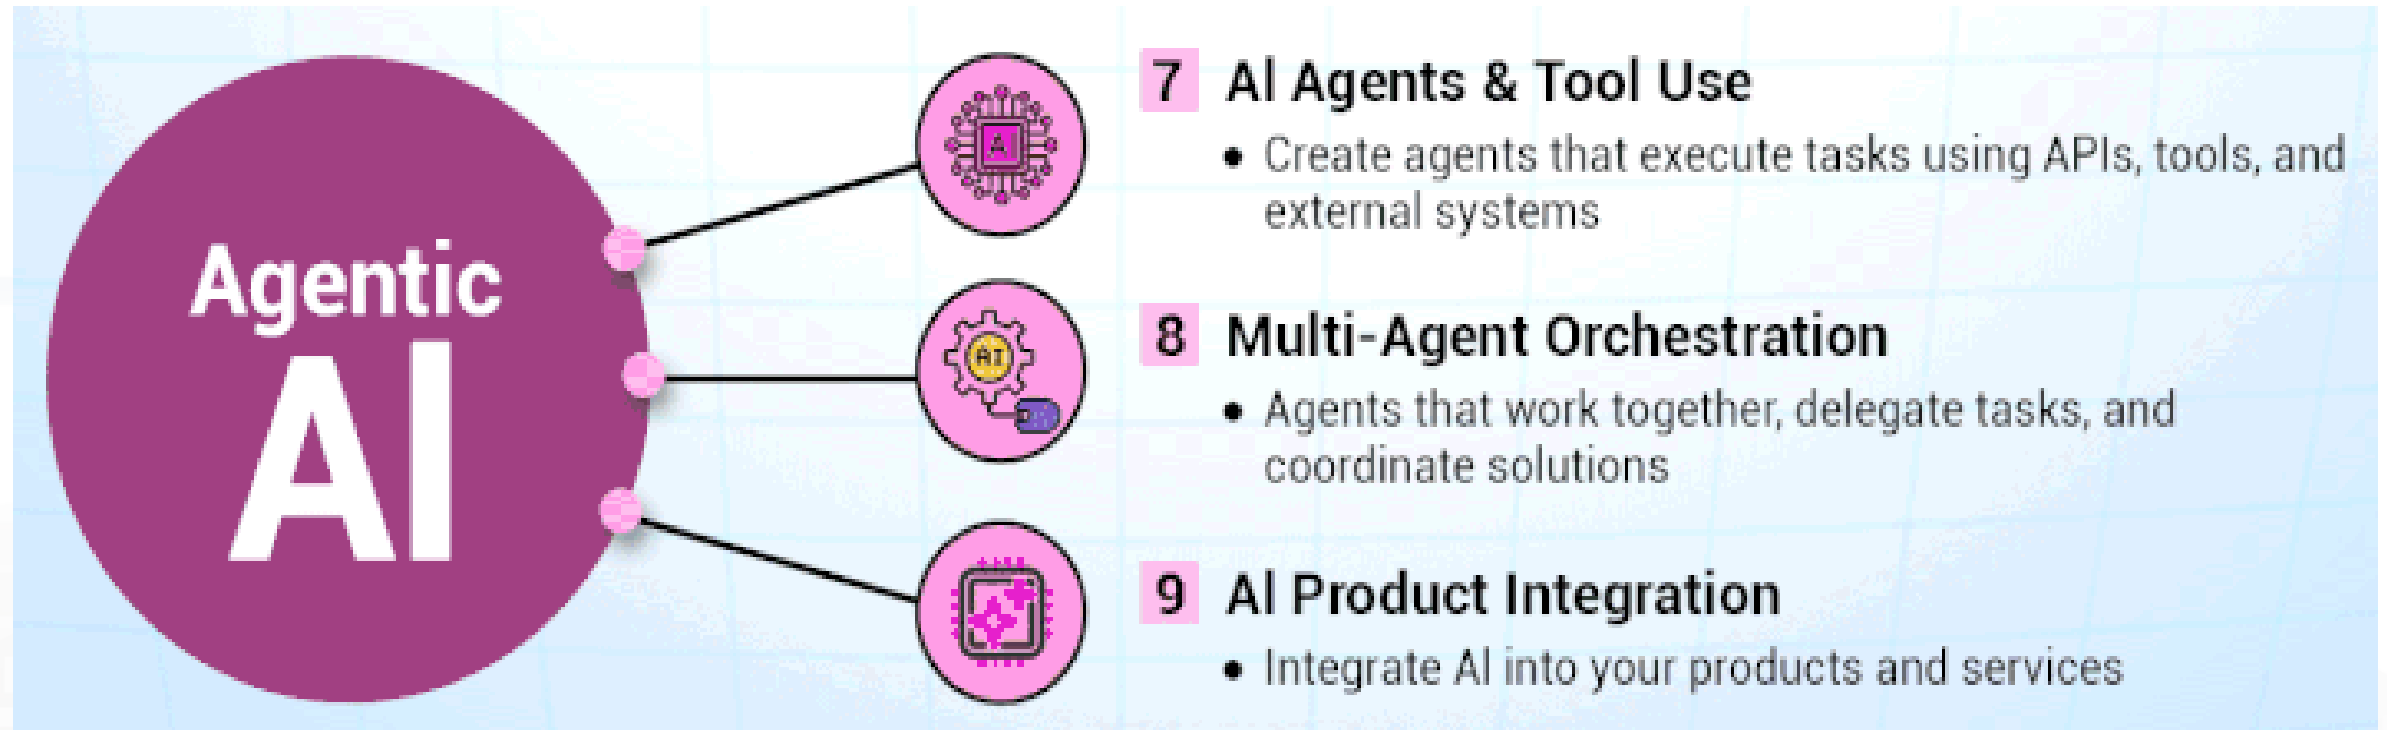 Agentic
AI
7 AI Agents & Tool Use
• Create agents that execute tasks using APIs, tools, and
external systems
8 Multi-Agent Orchestration
• Agents that work together, delegate tasks, and
coordinate solutions
9 AI Product Integration
• Integrate AI into your products and services
AI
AI